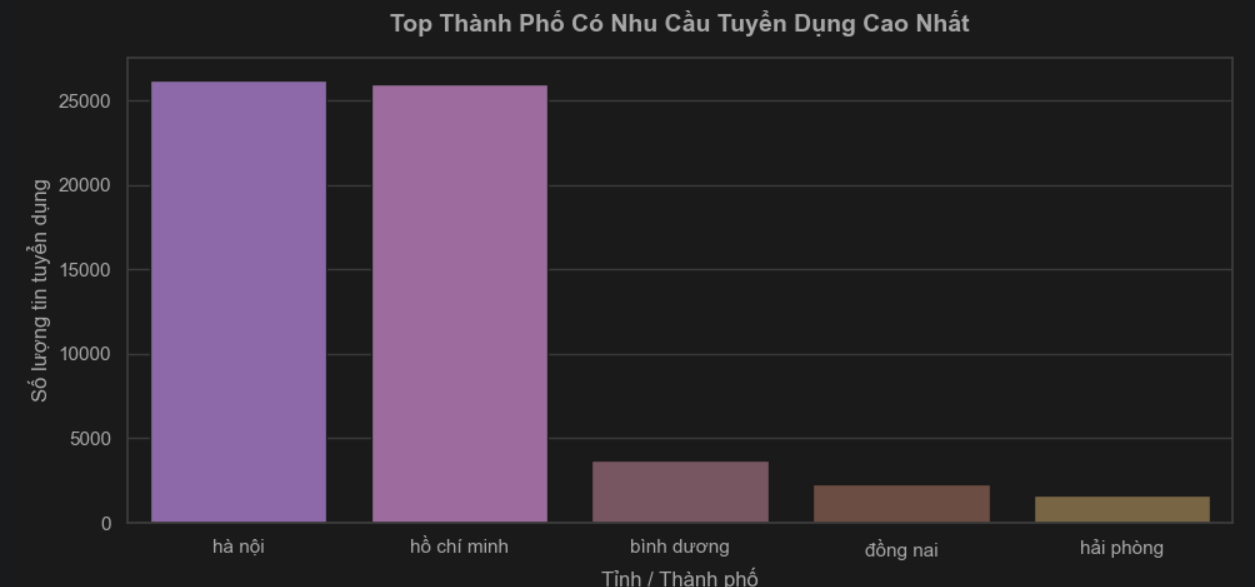 Top Thành Phố Có Nhu Cầu Tuyển Dụng Cao Nhất
Số lượng tin tuyển dụng
25000
20000
15000
10000
5000
0
hà nội hồ chí minh bình dương đồng nai hải phòng
Tỉnh / Thành phố